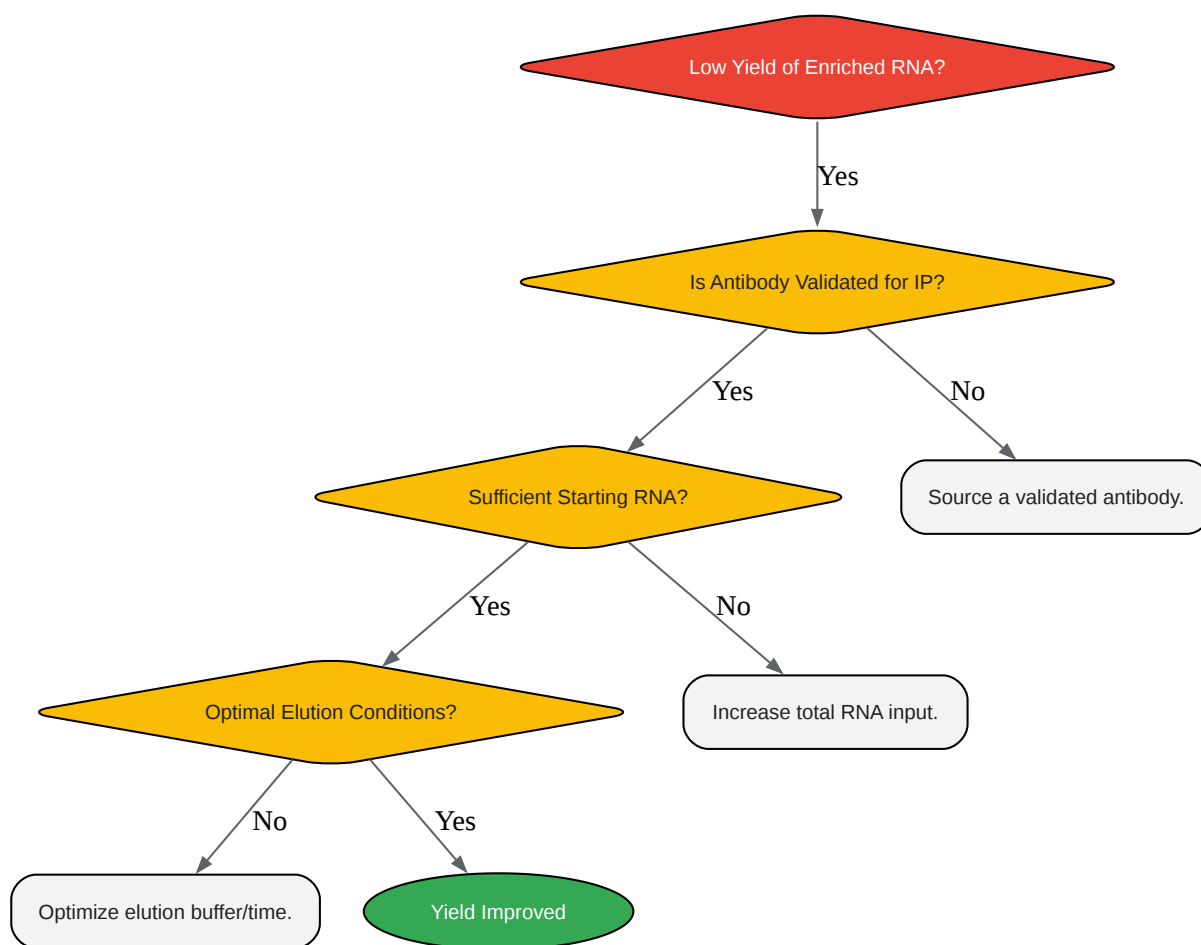 Low Yield of Enriched RNA?
Yes
Is Antibody Validated for IP?
Yes
No
Sufficient Starting RNA?
Source a validated antibody.
Yes
No
Optimal Elution Conditions?
Increase total RNA input.
No
Yes
Optimize elution buffer/time.
Yield Improved